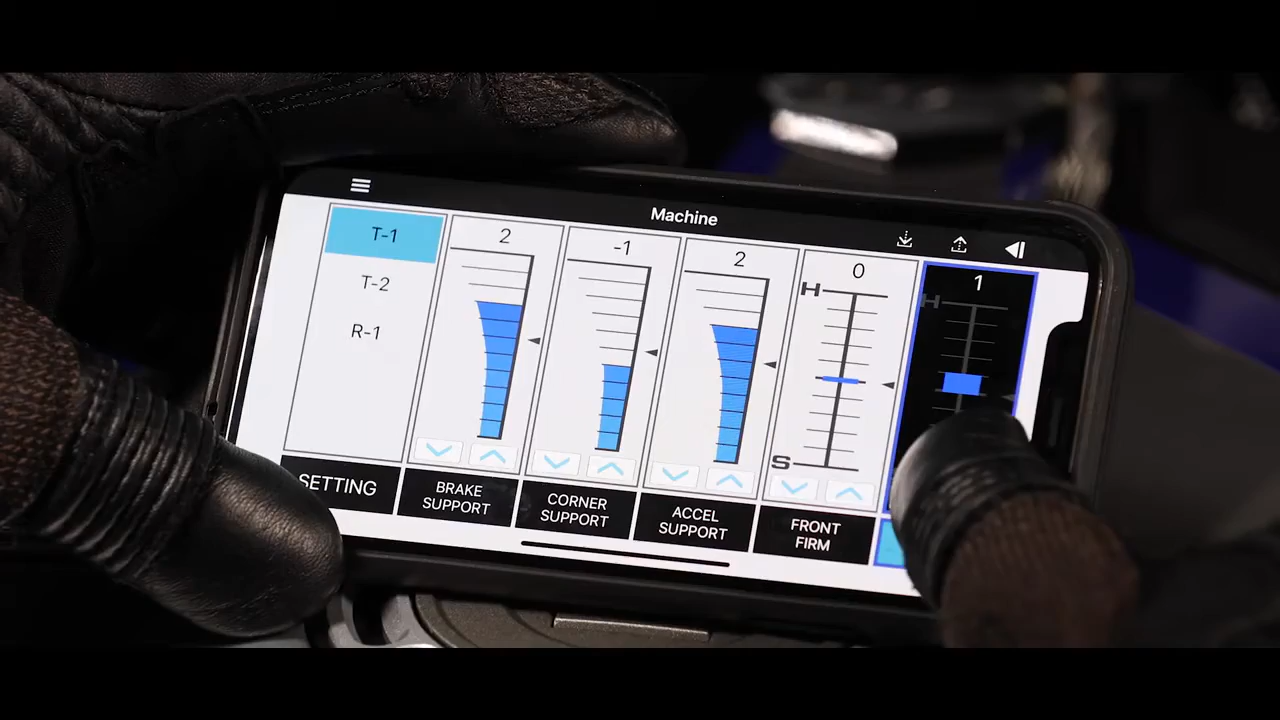 Machine
T-1
T-2
R-1
2
-1
2
0
1
H
H
S
SETTING
BRAKE
SUPPORT
CORNER
SUPPORT
ACCEL
SUPPORT
FRONT
FIRM